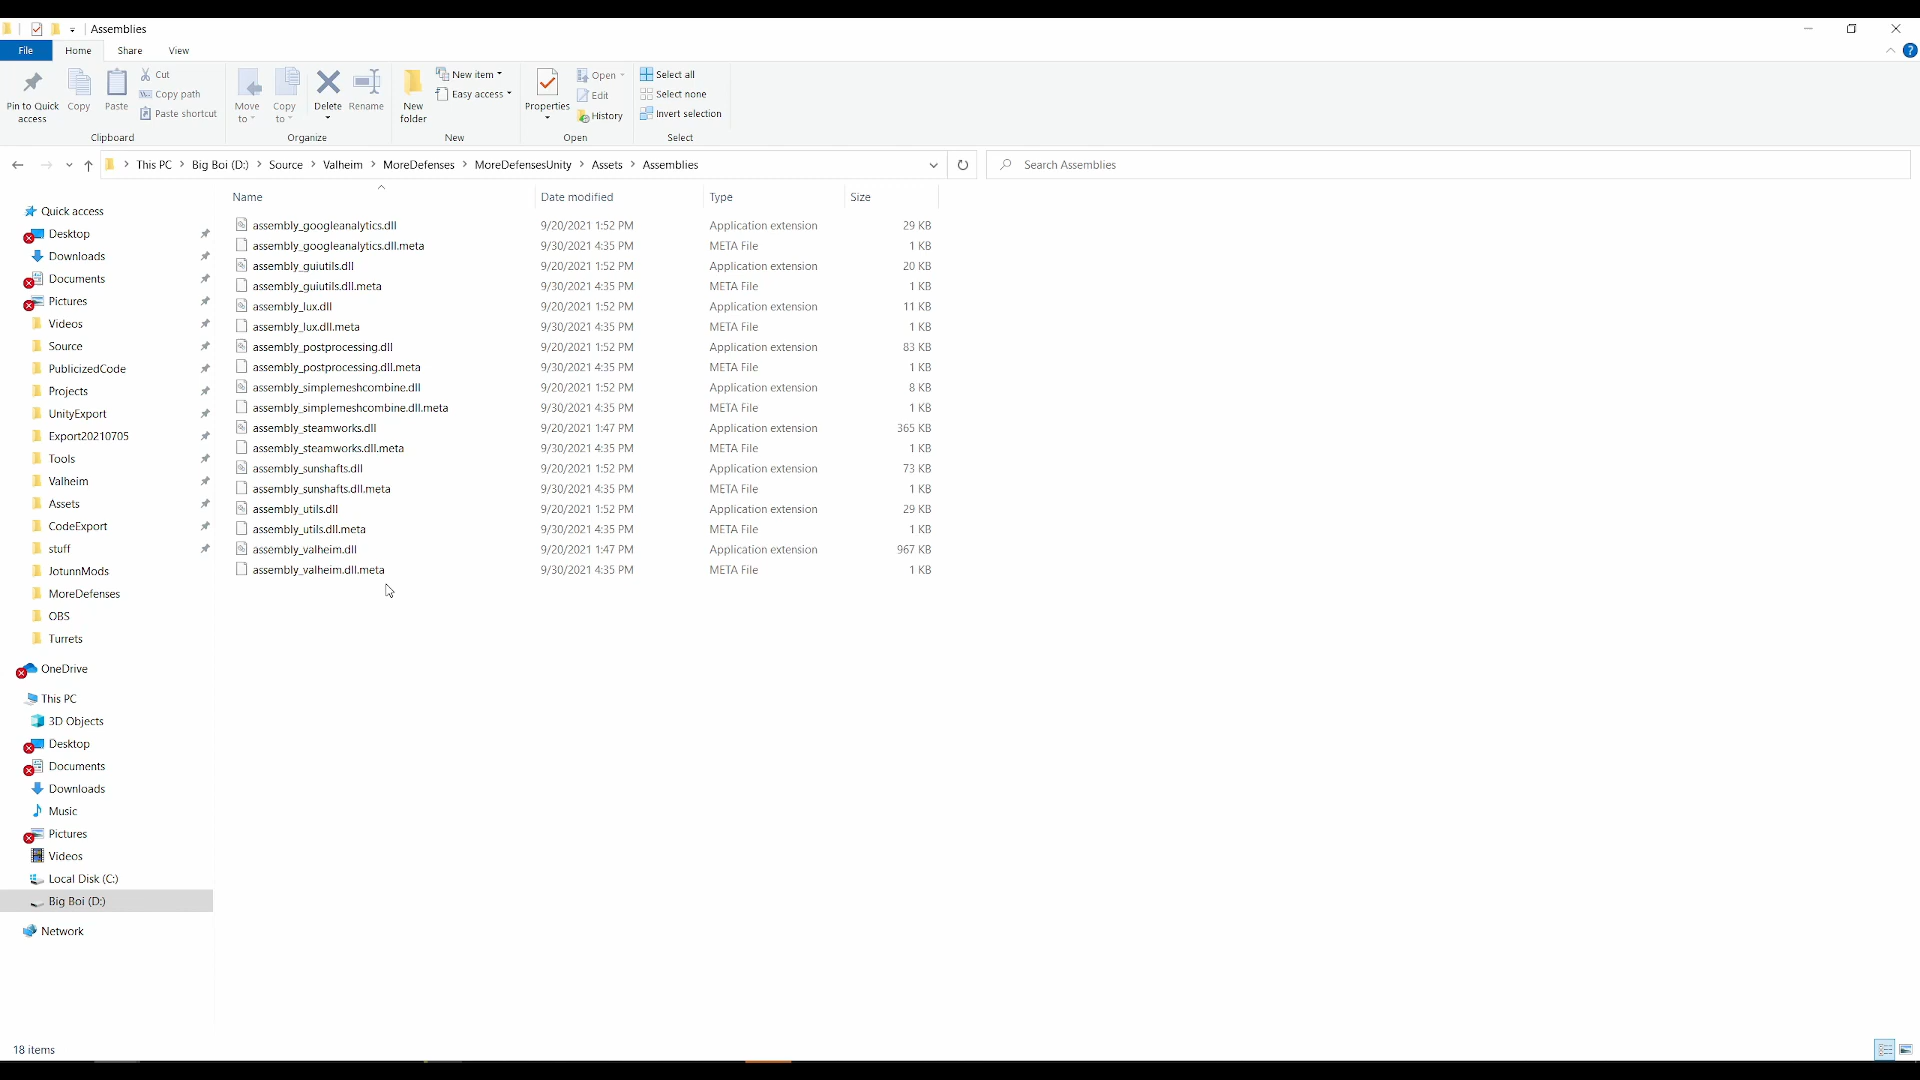 Assemblies
File Home Share View
Pin to Quick access
Copy
Paste
Cut
Copy path
Paste shortcut
Clipboard
Move to
Copy to
Delete
Rename
Organize
New folder
New item
Easy access
New
Properties
Open
Edit
History
Open
Select all
Select none
Invert selection
Select
This PC > Big Boi (D:) > Source > Valheim > MoreDefenses > MoreDefensesUnity > Assets > Assemblies
Search Assemblies
Quick access
Desktop
Downloads
Documents
Pictures
Videos
Source
PublicizedCode
Projects
UnityExport
Export20210705
Tools
Valheim
Assets
CodeExport
stuff
JotunnMods
MoreDefenses
OBS
Turrets
OneDrive
This PC
3D Objects
Desktop
Documents
Downloads
Music
Pictures
Videos
Local Disk (C:)
Big Boi (D:)
Network
Name Date modified Type Size
assembly_googleanalytics.dll 9/20/2021 1:52 PM Application extension 29 KB
assembly_googleanalytics.dll.meta 9/30/2021 4:35 PM META File 1 KB
assembly_guiutils.dll 9/20/2021 1:52 PM Application extension 20 KB
assembly_guiutils.dll.meta 9/30/2021 4:35 PM META File 1 KB
assembly_lux.dll 9/20/2021 1:52 PM Application extension 11 KB
assembly_lux.dll.meta 9/30/2021 4:35 PM META File 1 KB
assembly_postprocessing.dll 9/20/2021 1:52 PM Application extension 83 KB
assembly_postprocessing.dll.meta 9/30/2021 4:35 PM META File 1 KB
assembly_simplemeshcombine.dll 9/20/2021 1:52 PM Application extension 8 KB
assembly_simplemeshcombine.dll.meta 9/30/2021 4:35 PM META File 1 KB
assembly_steamworks.dll 9/20/2021 1:47 PM Application extension 365 KB
assembly_steamworks.dll.meta 9/30/2021 4:35 PM META File 1 KB
assembly_sunshafts.dll 9/20/2021 1:52 PM Application extension 73 KB
assembly_sunshafts.dll.meta 9/30/2021 4:35 PM META File 1 KB
assembly_utils.dll 9/20/2021 1:52 PM Application extension 29 KB
assembly_utils.dll.meta 9/30/2021 4:35 PM META File 1 KB
assembly_valheim.dll 9/20/2021 1:47 PM Application extension 967 KB
assembly_valheim.dll.meta 9/30/2021 4:35 PM META File 1 KB
18 items